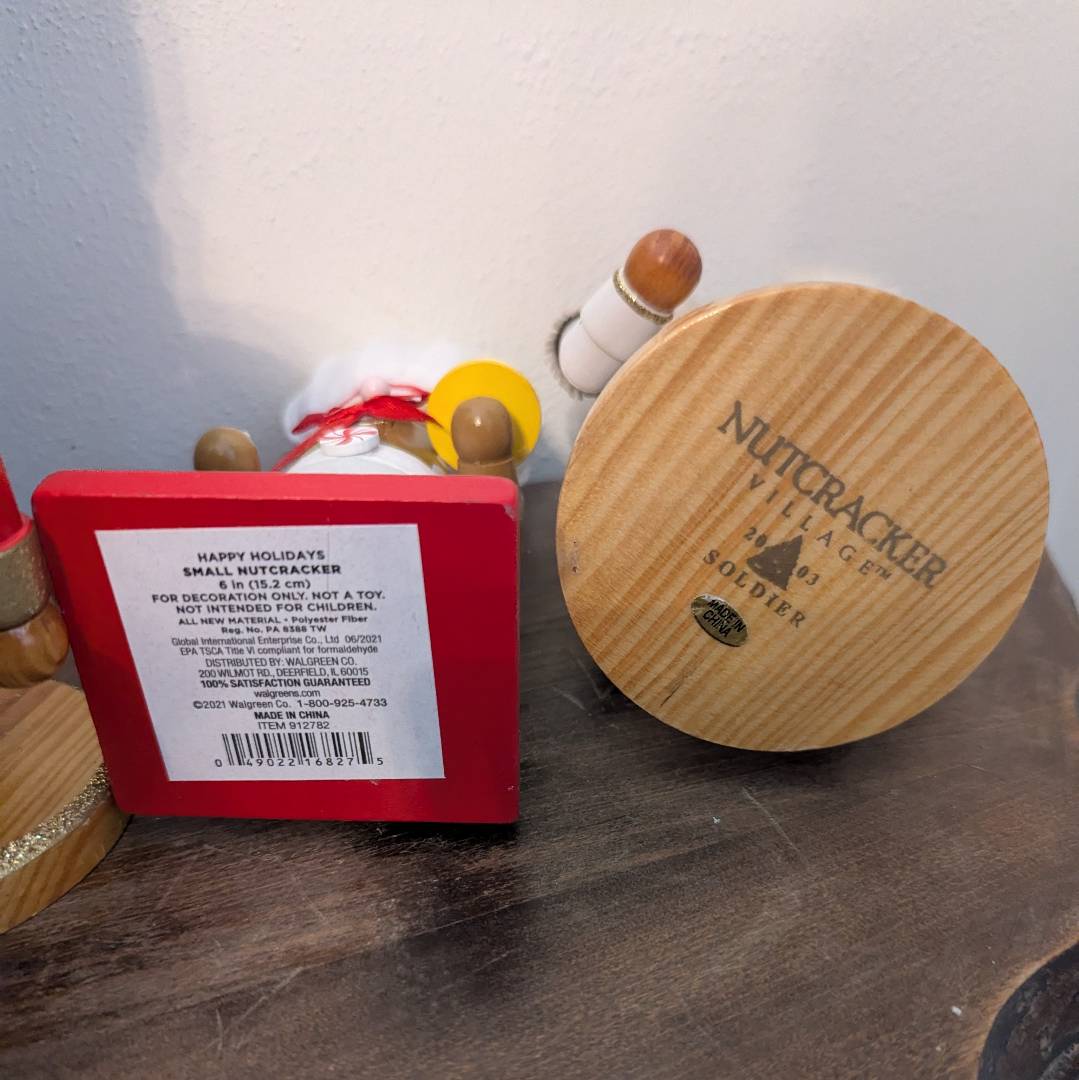 HAPPY HOLIDAYS
SMALL NUTCRACKER
6 in (15.2 cm)
FOR DECORATION ONLY. NOT A TOY.
NOT INTENDED FOR CHILDREN.
ALL NEW MATERIAL • Polyester Fiber
Reg. No. PA 8388 TW
Global International Enterprise Co., Ltd 06/2021
EPA TSCA Title VI compliant for formaldehyde
DISTRIBUTED BY: WALGREEN CO.
200 WILMOT RD., DEERFIELD, IL 60015
100% SATISFACTION GUARANTEED
walgreens.com
©2021 Walgreen Co. 1-800-925-4733
MADE IN CHINA
ITEM 912782
0 49022 16827 5
NUTCRACKER
VILLAGE™
20 03
SOLDIER
MADE IN
CHINA